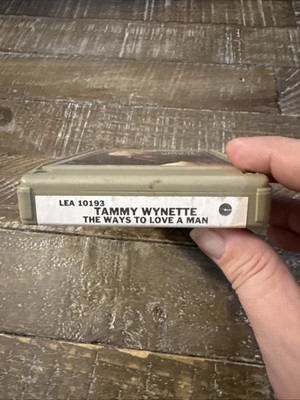 LEA 10193
TAMMY WYNETTE
THE WAYS TO LOVE A MAN